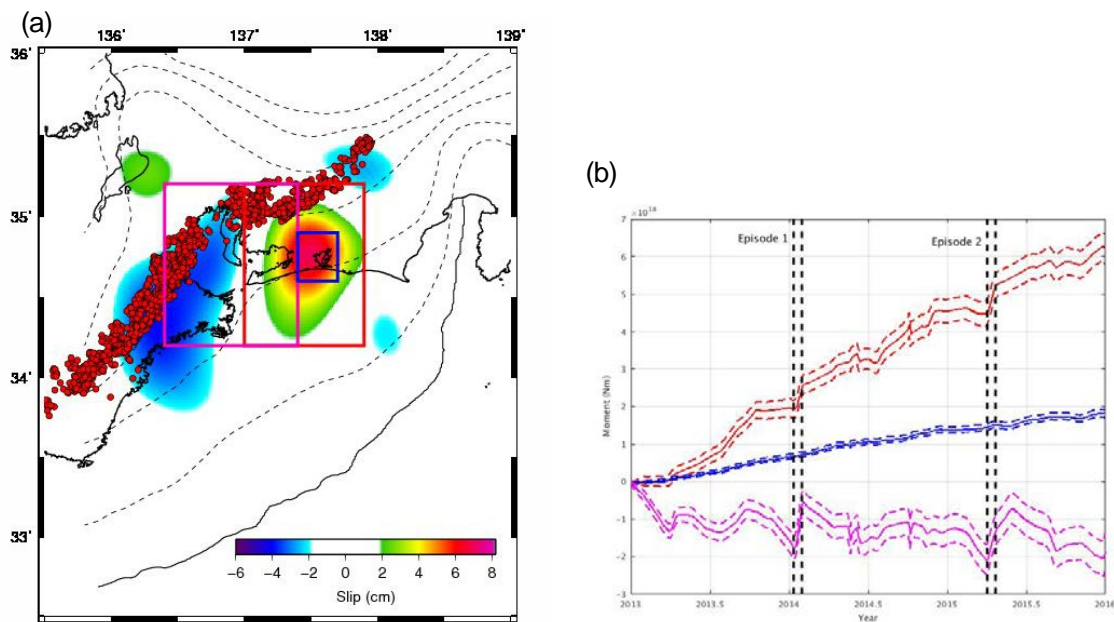 (a)
136° 137° 138° 139°
36°
35°
34°
33°
−6 −4 −2 0 2 4 6 8
Slip (cm)
(b)
×10¹⁸
7
6
5
4
3
2
1
0
-1
-2
-3
Moment (Nm)
Episode 1 Episode 2
2013 2013.5 2014 2014.5 2015 2015.5 2016
Year